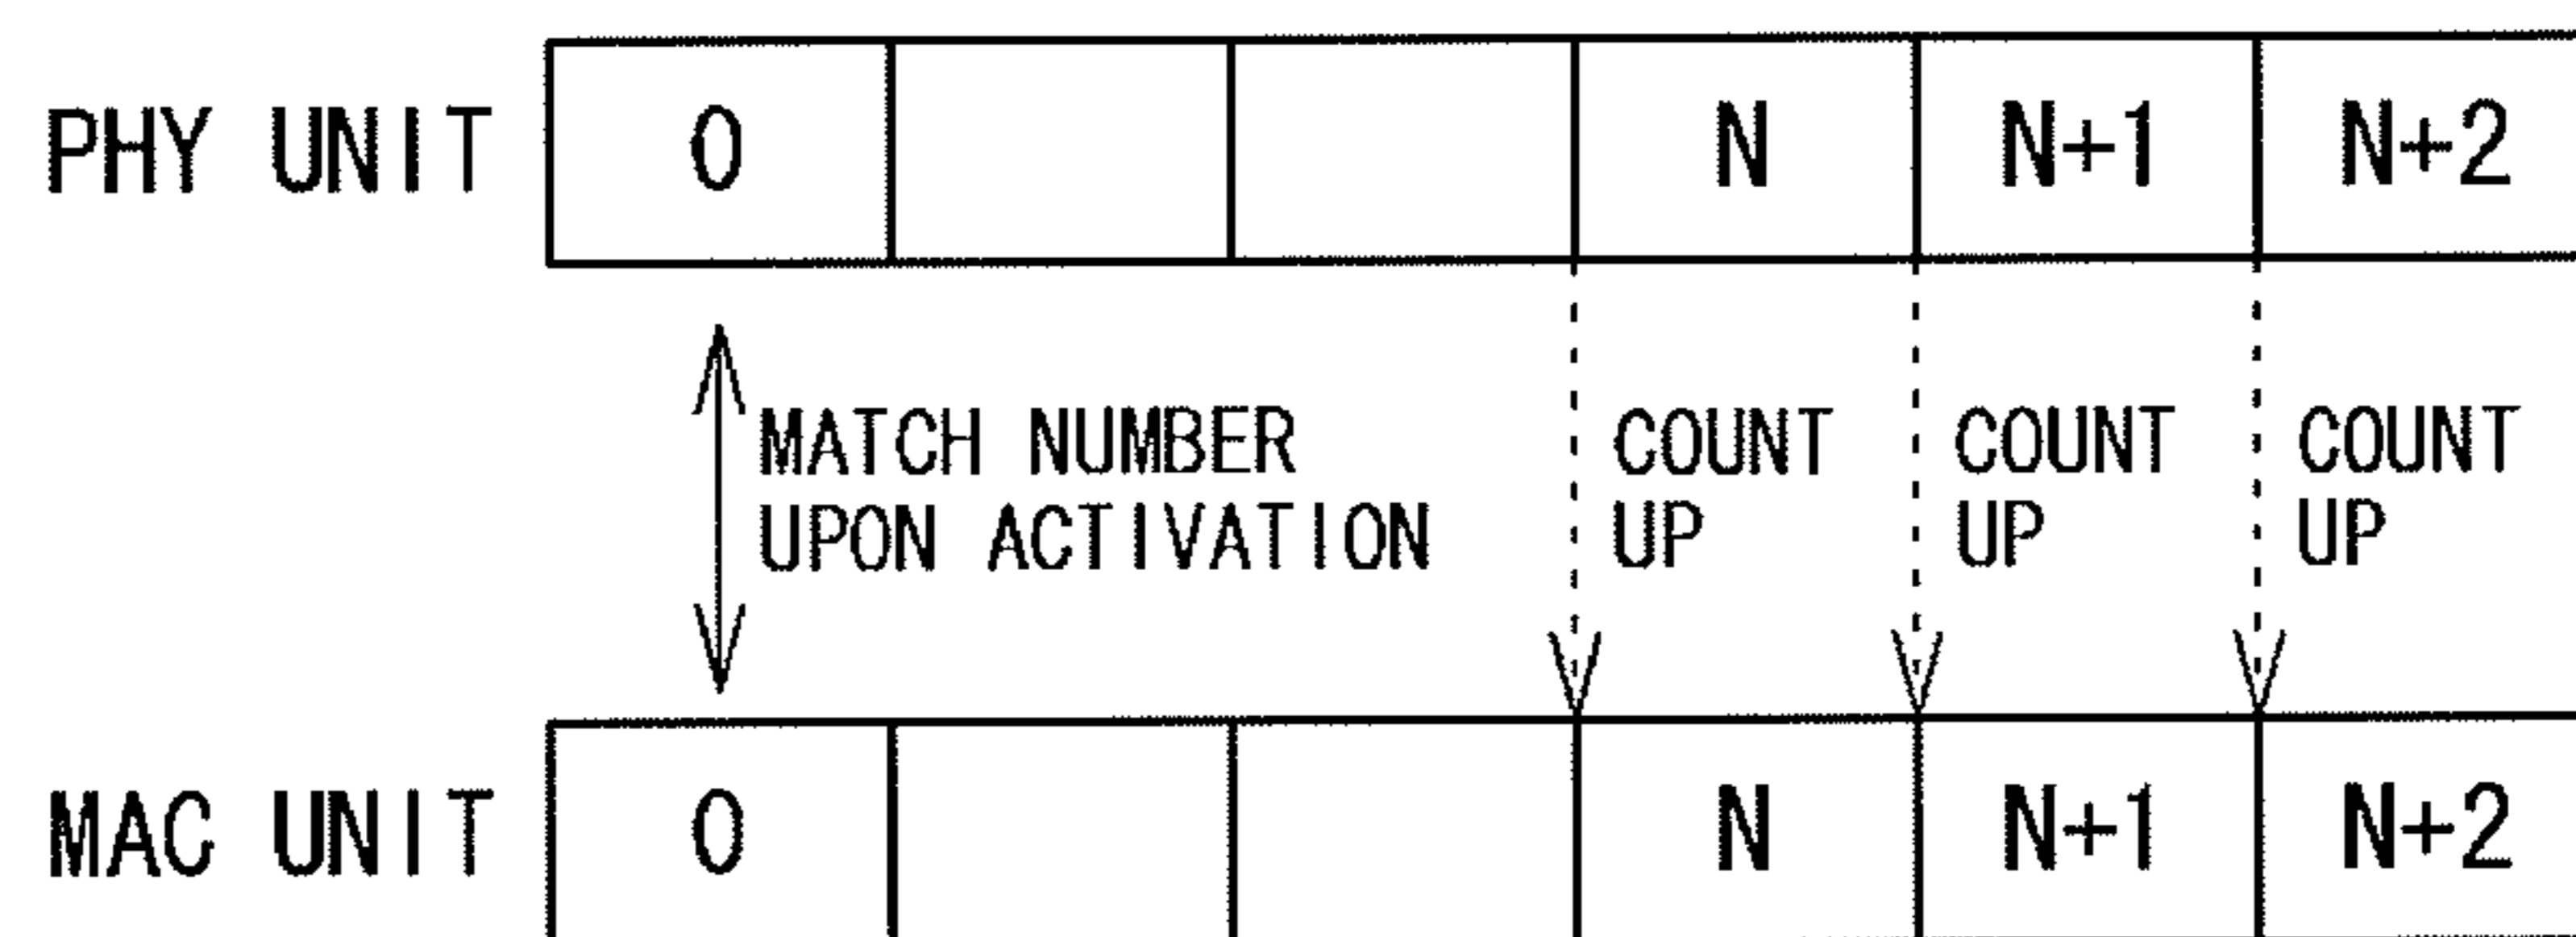 PHY UNIT 0 N N+1 N+2
MATCH NUMBER
UPON ACTIVATION
COUNT
UP
COUNT
UP
COUNT
UP
MAC UNIT 0 N N+1 N+2